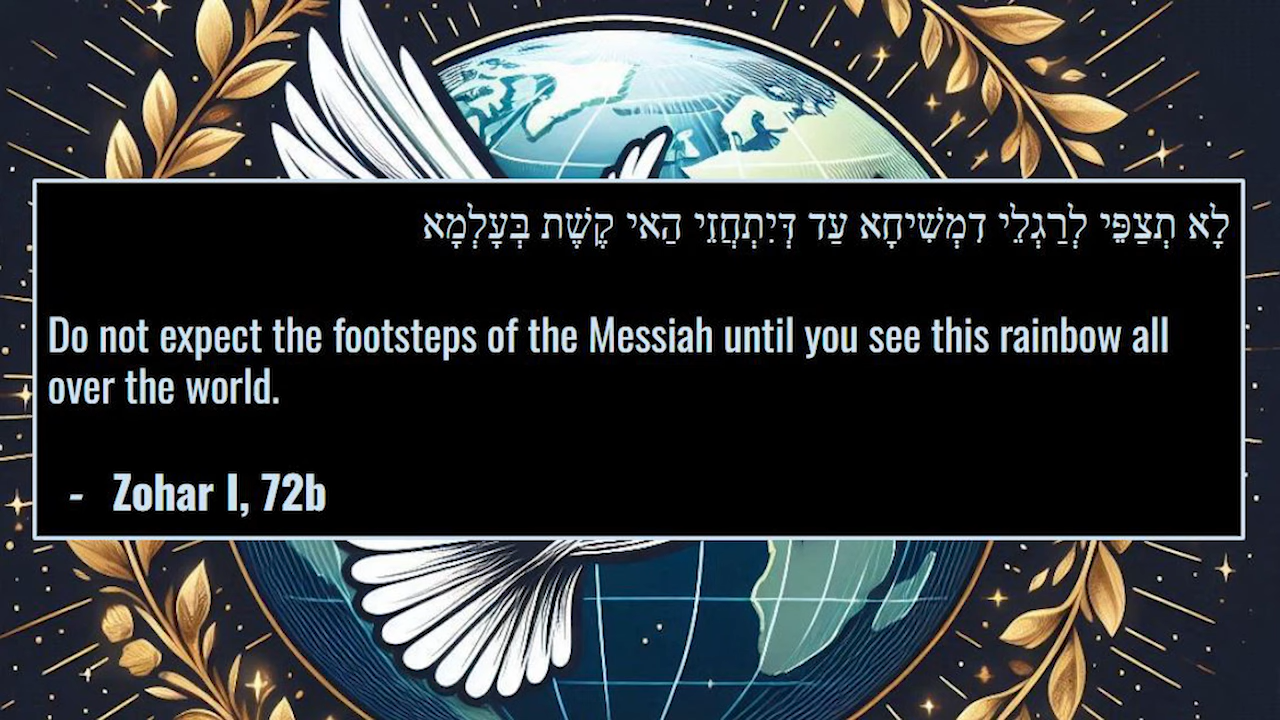 לָא תְצַפֵּי לְרַגְלֵי דִמְשִׁיחָא עַד דְּיִתְחֲזֵי הַאי קֶשֶׁת בְּעָלְמָא
Do not expect the footsteps of the Messiah until you see this rainbow all
over the world.
- Zohar I, 72b